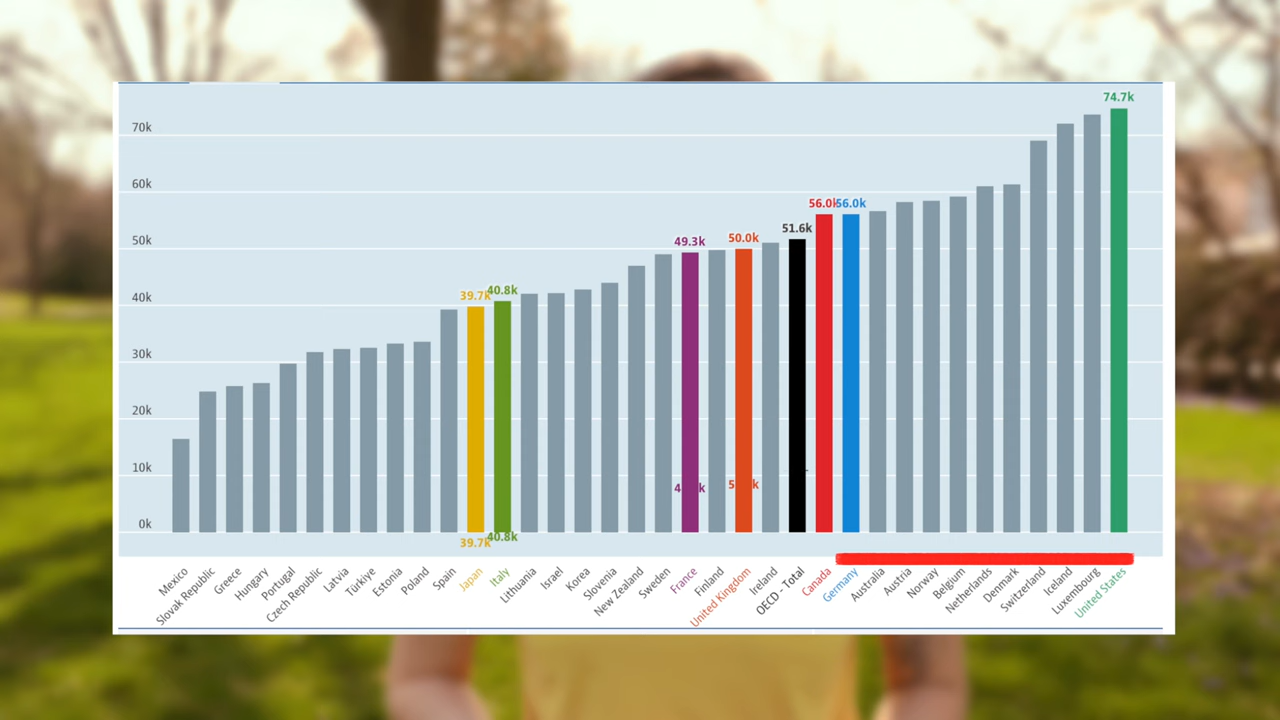 74.7k
70k
60k
56.0k
56.0k
51.6k
50.0k
49.3k
50k
40.8k
39.7k
40k
30k
20k
10k
0k
39.7k
40.8k
Mexico
Slovak Republic
Greece
Hungary
Portugal
Czech Republic
Latvia
Türkiye
Estonia
Poland
Spain
Japan
Italy
Lithuania
Israel
Korea
Slovenia
New Zealand
Sweden
France
Finland
United Kingdom
Ireland
OECD - Total
Canada
Germany
Australia
Austria
Norway
Belgium
Netherlands
Denmark
Switzerland
Iceland
Luxembourg
United States